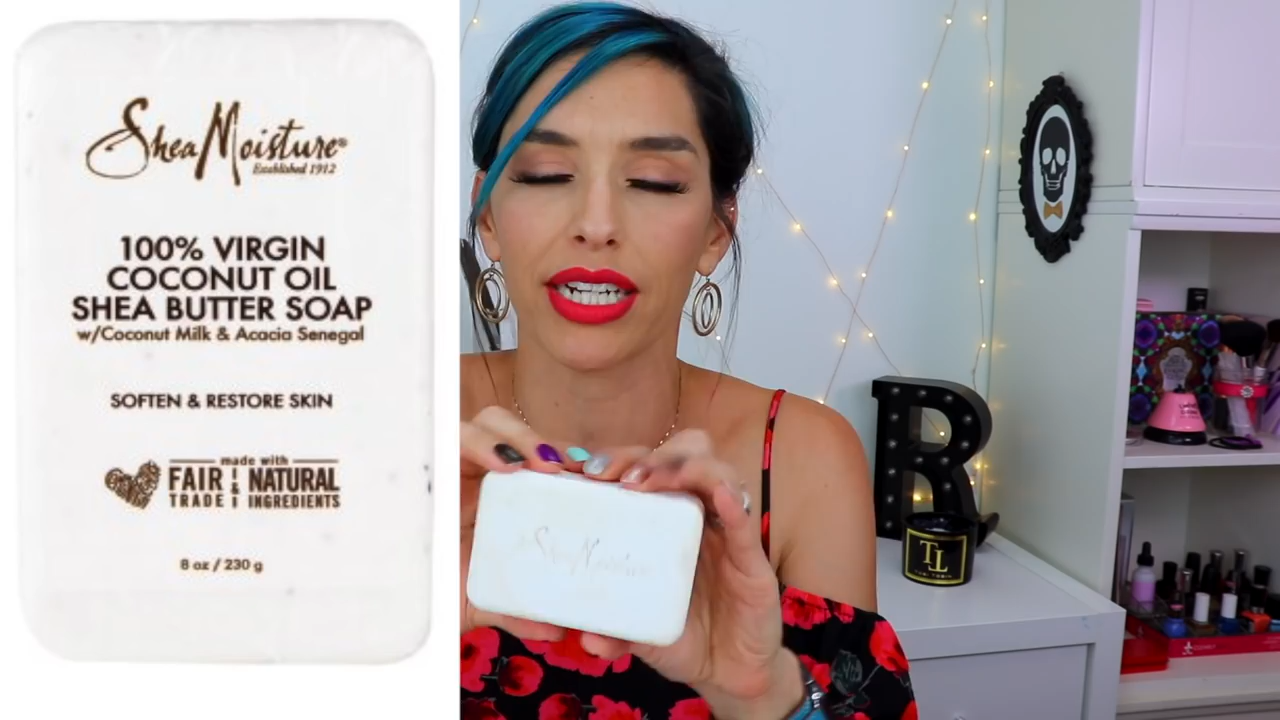 SheaMoisture®
Established 1912
100% VIRGIN
COCONUT OIL
SHEA BUTTER SOAP
w/Coconut Milk & Acacia Senegal
SOFTEN & RESTORE SKIN
made with
FAIR & NATURAL
TRADE INGREDIENTS
8 oz / 230 g
SheaMoisture
R
TL